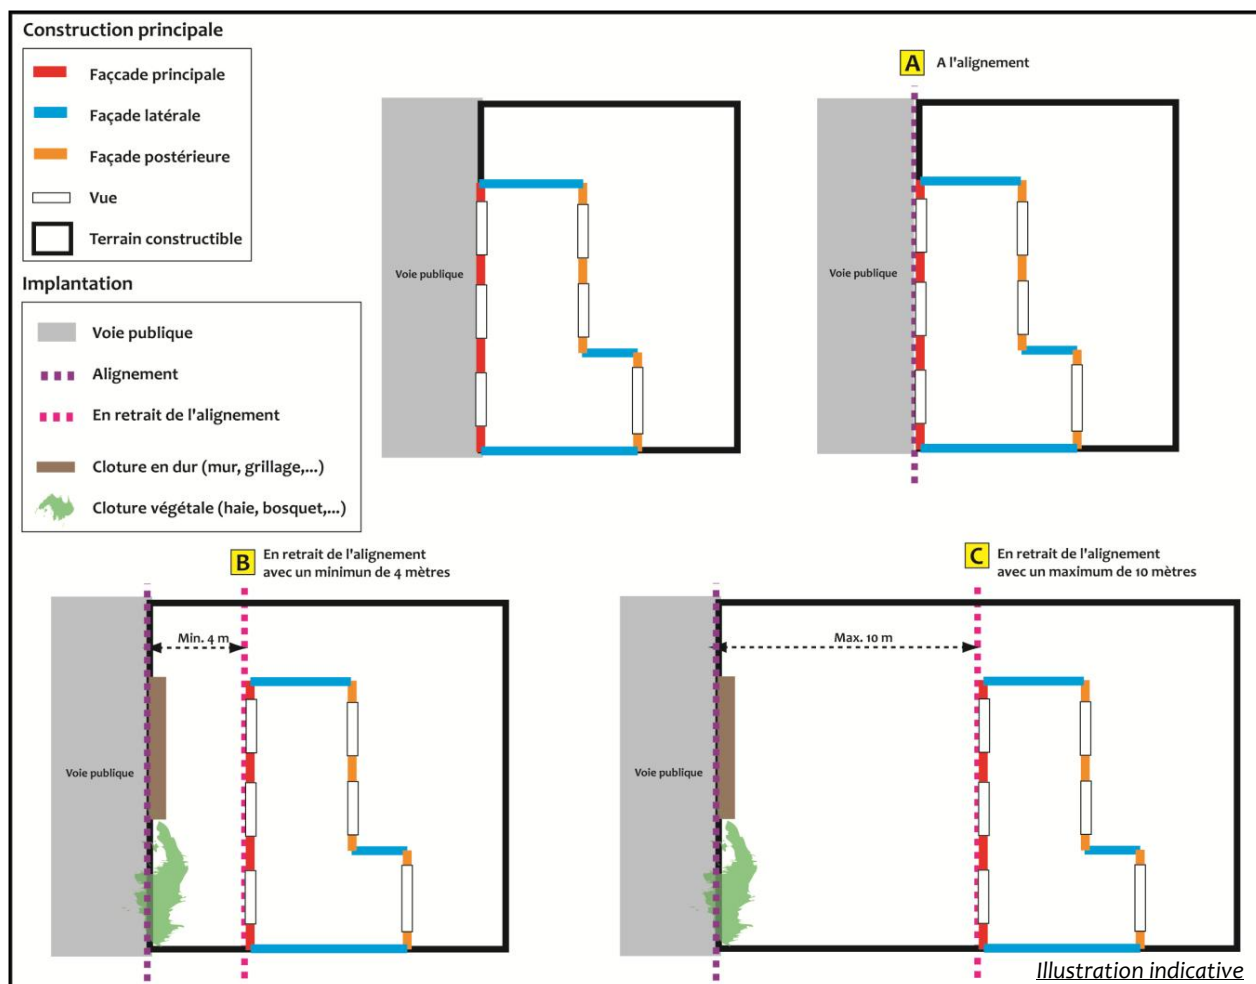 Construction principale
Façcade principale
Façade latérale
Façade postérieure
Vue
Terrain constructible
Implantation
Voie publique
Alignement
En retrait de l'alignement
Cloture en dur (mur, grillage,...)
Cloture végétale (haie, bosquet,...)
Voie publique
A A l'alignement
Voie publique
B En retrait de l'alignement
avec un minimun de 4 mètres
Min. 4 m
Voie publique
C En retrait de l'alignement
avec un maximum de 10 mètres
Max. 10 m
Voie publique
Illustration indicative